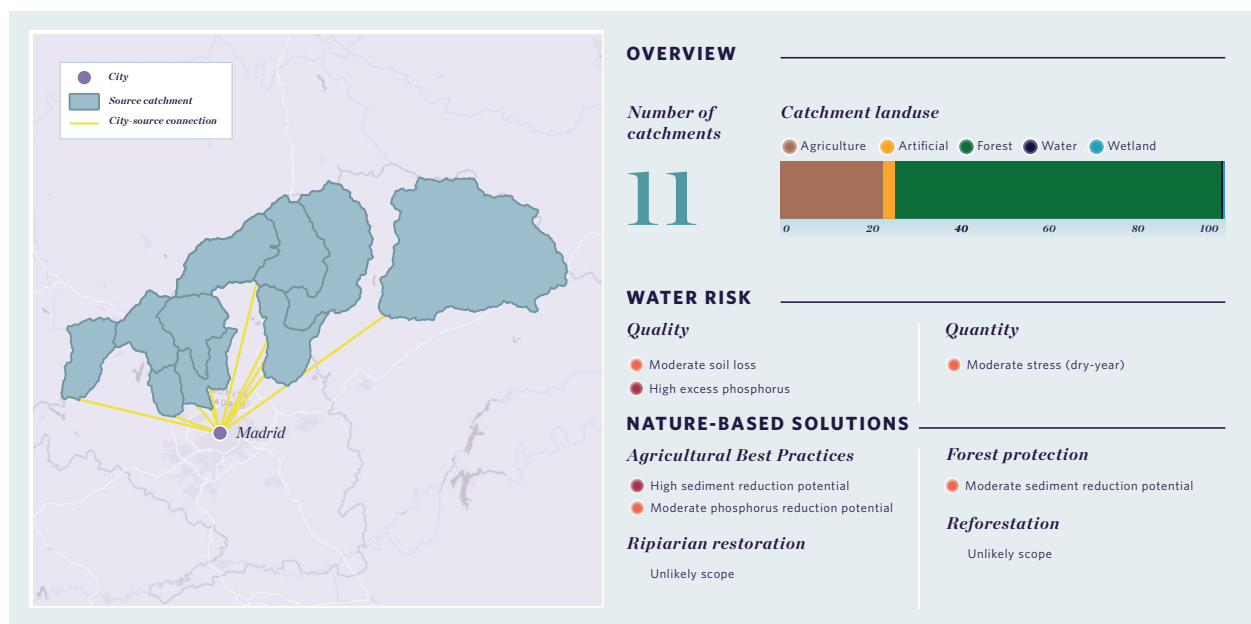 City
Source catchment
City-source connection
Madrid
OVERVIEW
Number of
catchments
11
Catchment landuse
Agriculture Artificial Forest Water Wetland
0 20 40 60 80 100
WATER RISK
Quality
Moderate soil loss
High excess phosphorus
Quantity
Moderate stress (dry-year)
NATURE-BASED SOLUTIONS
Agricultural Best Practices
High sediment reduction potential
Moderate phosphorus reduction potential
Ripiarian restoration
Unlikely scope
Forest protection
Moderate sediment reduction potential
Reforestation
Unlikely scope